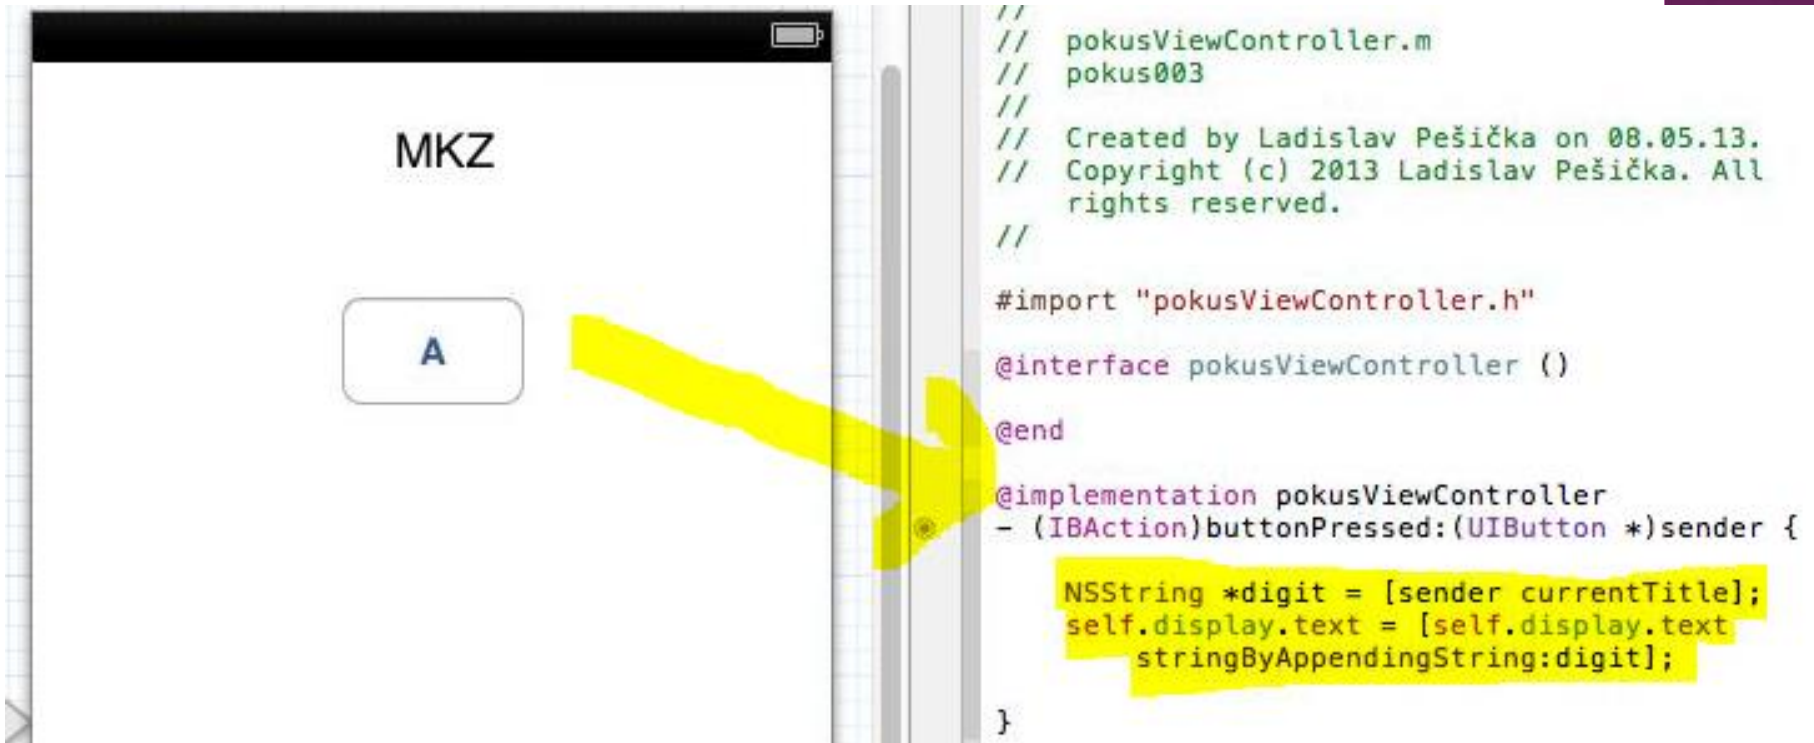 MKZ
A
//
//  pokusViewController.m
//  pokus003
//
//  Created by Ladislav Pešička on 08.05.13.
//  Copyright (c) 2013 Ladislav Pešička. All
rights reserved.
//
#import "pokusViewController.h"
@interface pokusViewController ()
@end
@implementation pokusViewController
- (IBAction)buttonPressed:(UIButton *)sender {
NSString *digit = [sender currentTitle];
self.display.text = [self.display.text
stringByAppendingString:digit];
}